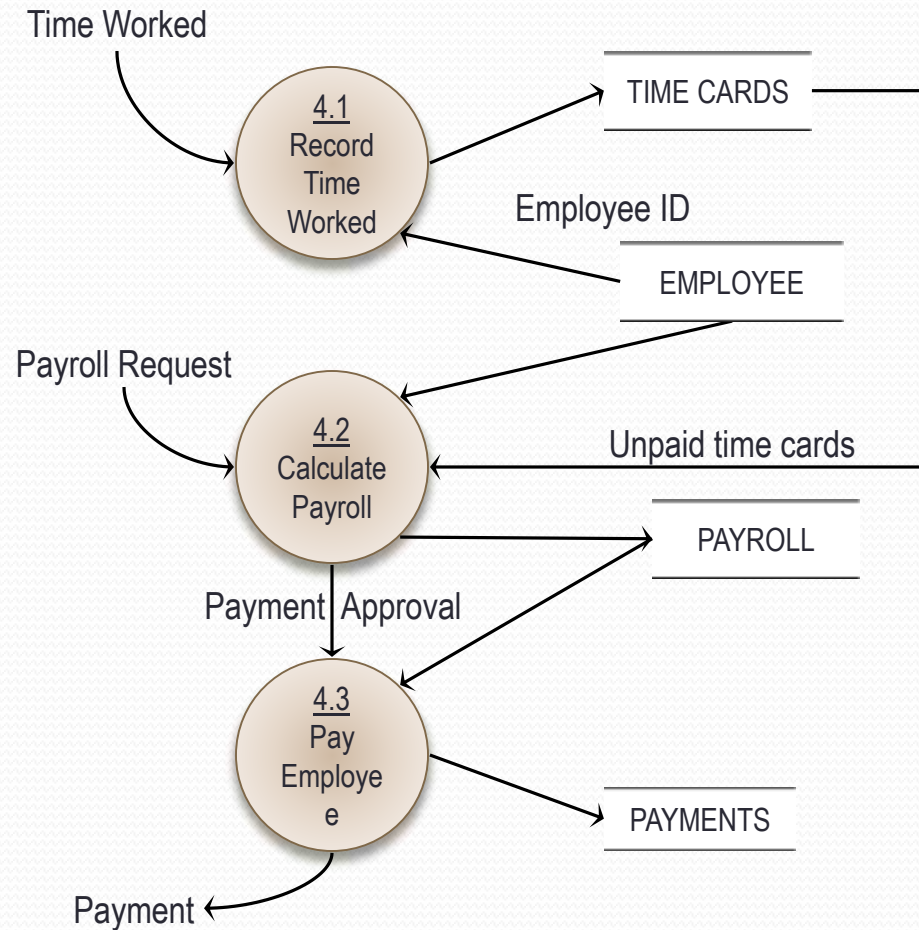 Time Worked
4.1
Record
Time
Worked
TIME CARDS
Employee ID
EMPLOYEE
Payroll Request
4.2
Calculate
Payroll
Unpaid time cards
PAYROLL
Payment Approval
4.3
Pay
Employe
e
PAYMENTS
Payment